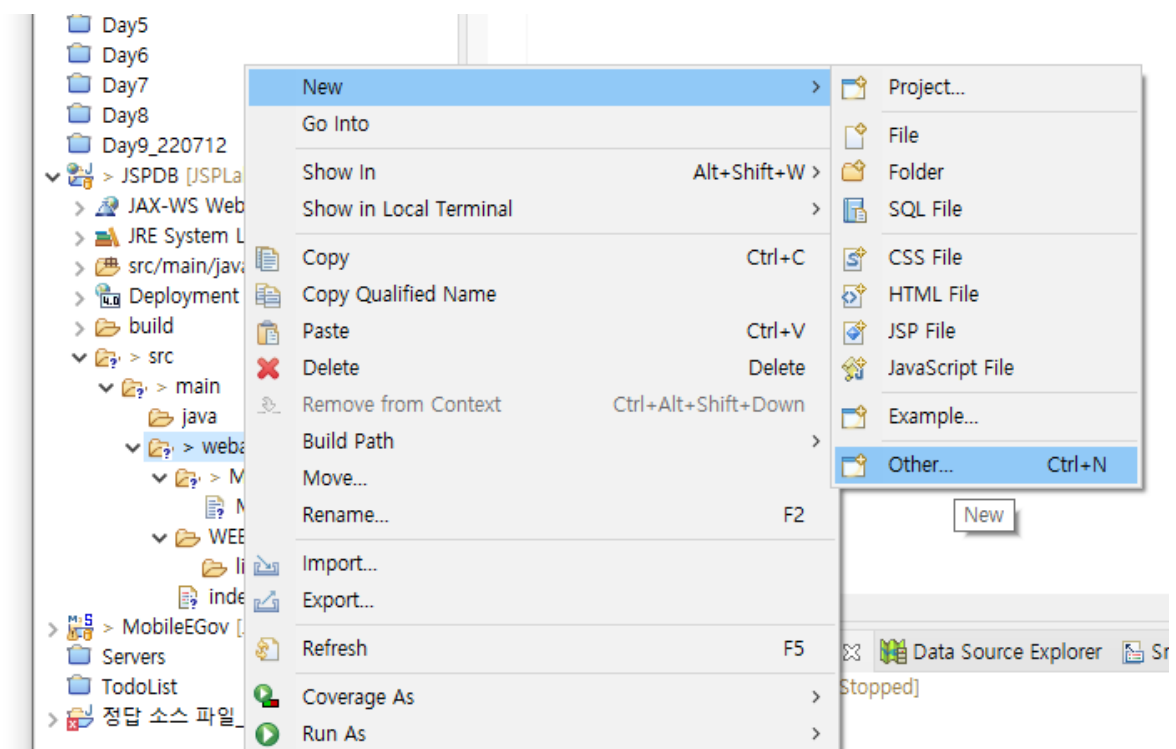 Day5
Day6
Day7
Day8
Day9_220712
> JSPDB [JSPLa
JAX-WS Web
JRE System L
src/main/java
Deployment
build
> src
> main
java
> weba
> M
M
WEB
li
inde
> MobileEGov [.
Servers
TodoList
정답 소스 파일_
New
Go Into
Show In Alt+Shift+W >
Show in Local Terminal
Copy Ctrl+C
Copy Qualified Name
Paste Ctrl+V
Delete Delete
Remove from Context Ctrl+Alt+Shift+Down
Build Path
Move...
Rename... F2
Import...
Export...
Refresh F5
Coverage As
Run As
Project...
File
Folder
SQL File
CSS File
HTML File
JSP File
JavaScript File
Example...
Other... Ctrl+N
New
Data Source Explorer
Stopped]